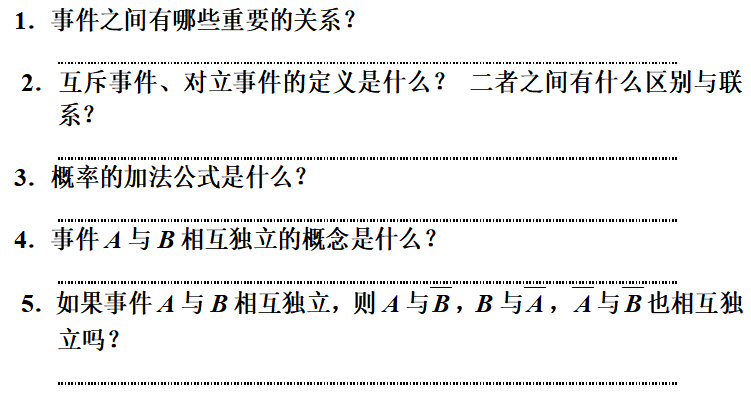 1．事件之间有哪些重要的关系？
2．互斥事件、对立事件的定义是什么？ 二者之间有什么区别与联
系？
3．概率的加法公式是什么？
4．事件 A 与 B 相互独立的概念是什么？
5．如果事件 A 与 B 相互独立，则 A 与 B̅，B 与 A̅，A̅ 与 B̅ 也相互独
立吗？